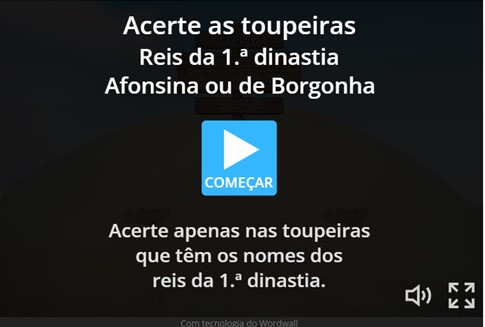 Acerte as toupeiras
Reis da 1.ª dinastia
Afonsina ou de Borgonha
COMEÇAR
Acerte apenas nas toupeiras
que têm os nomes dos
reis da 1.ª dinastia.
Com tecnologia do Wordwall